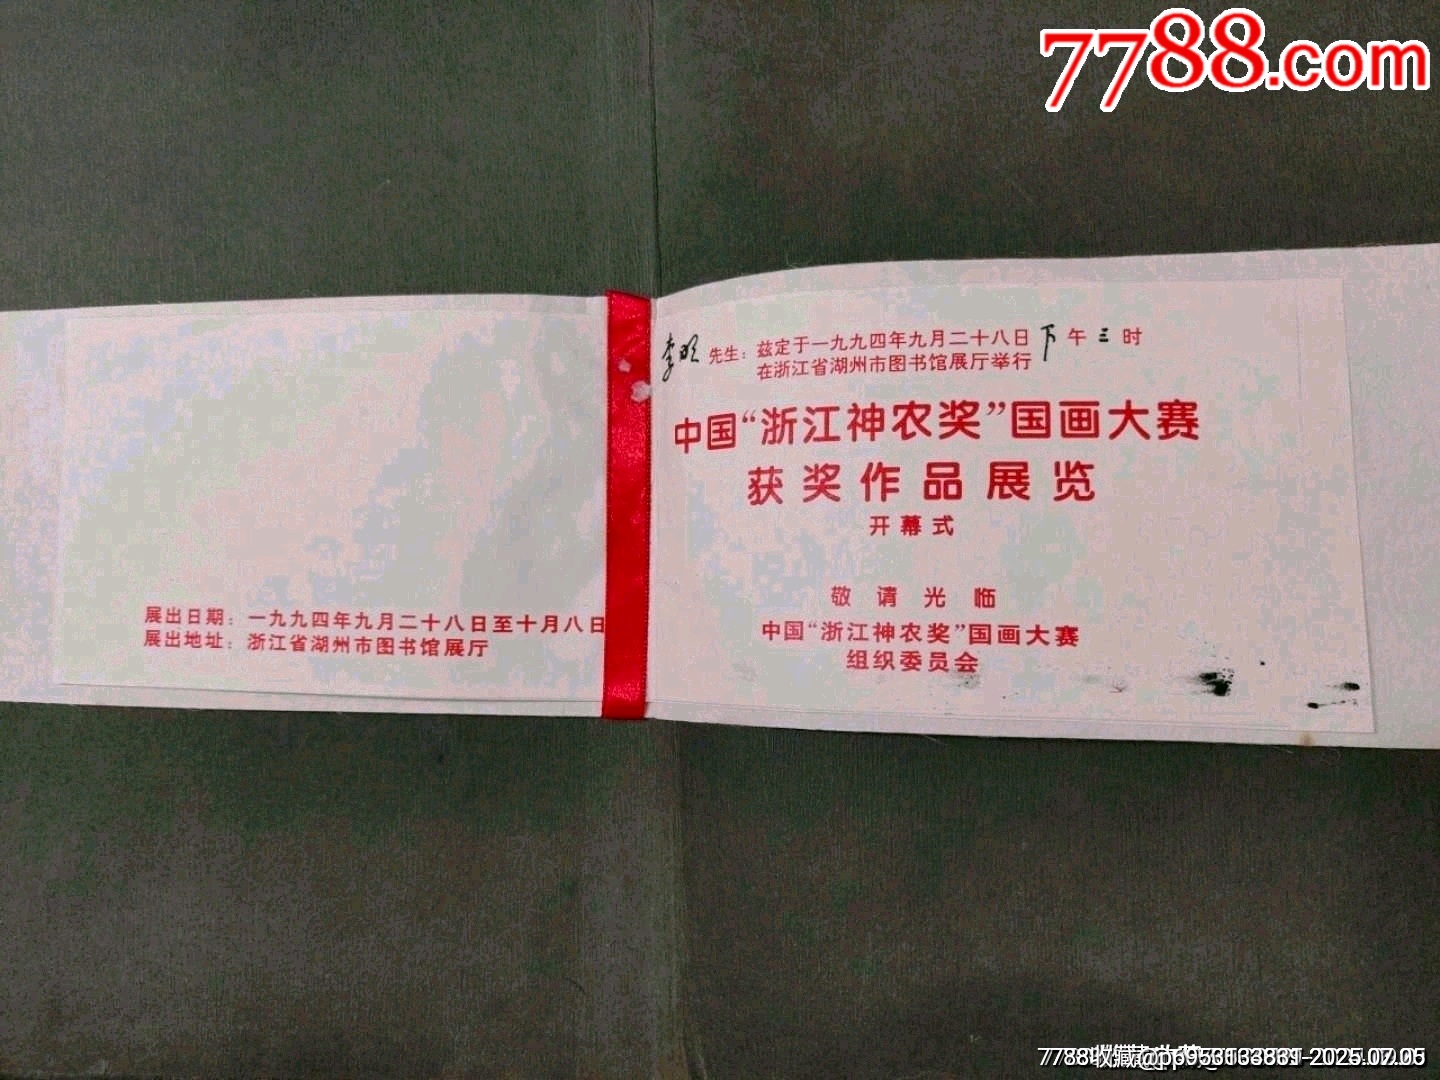 7788.com
李明先生：兹定于一九九四年九月二十八日下午三时
在浙江省湖州市图书馆展厅举行
中国“浙江神农奖”国画大赛
获奖作品展览
开幕式
敬请光临
中国“浙江神农奖”国画大赛
组织委员会
展出日期：一九九四年九月二十八日至十月八日
展出地址：浙江省湖州市图书馆展厅